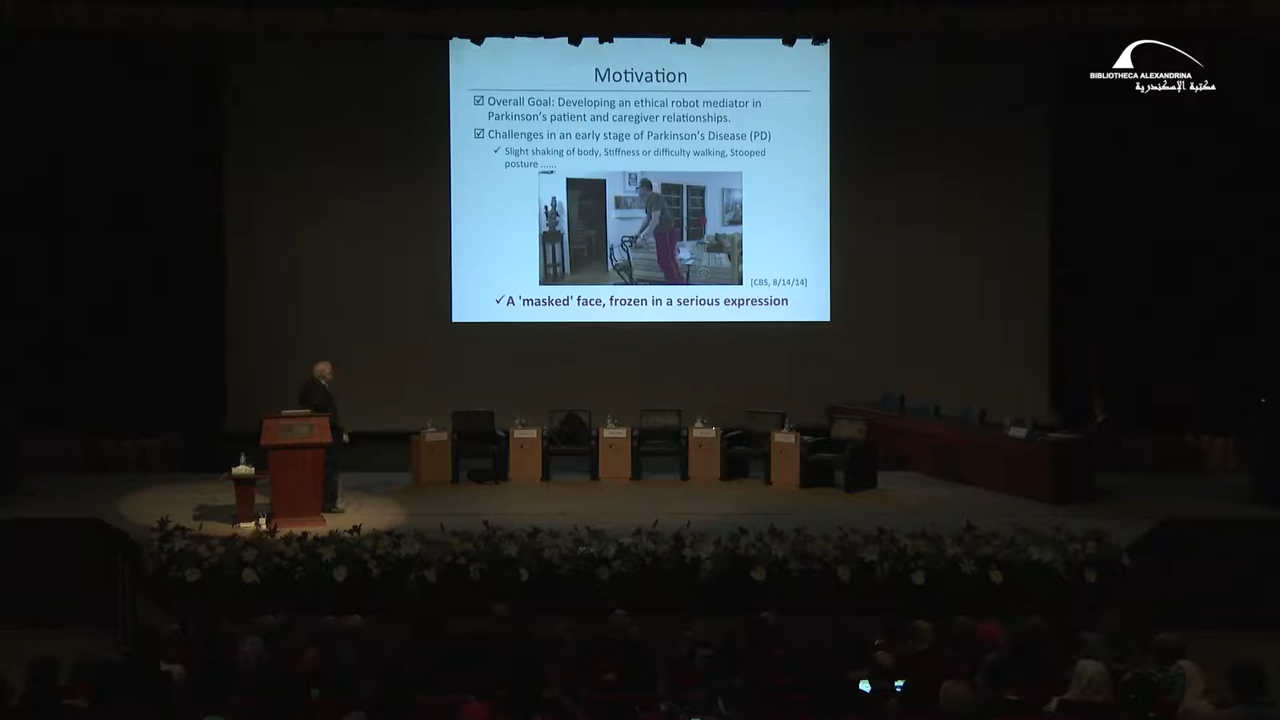 Motivation
☑ Overall Goal: Developing an ethical robot mediator in
Parkinson's patient and caregiver relationships.
☑ Challenges in an early stage of Parkinson's Disease (PD)
✓ Slight shaking of body, Stiffness or difficulty walking, Stooped
posture ......
[CBS, 8/14/14]
✓A 'masked' face, frozen in a serious expression
BIBLIOTHECA ALEXANDRINA
مكتبة الإسكندرية